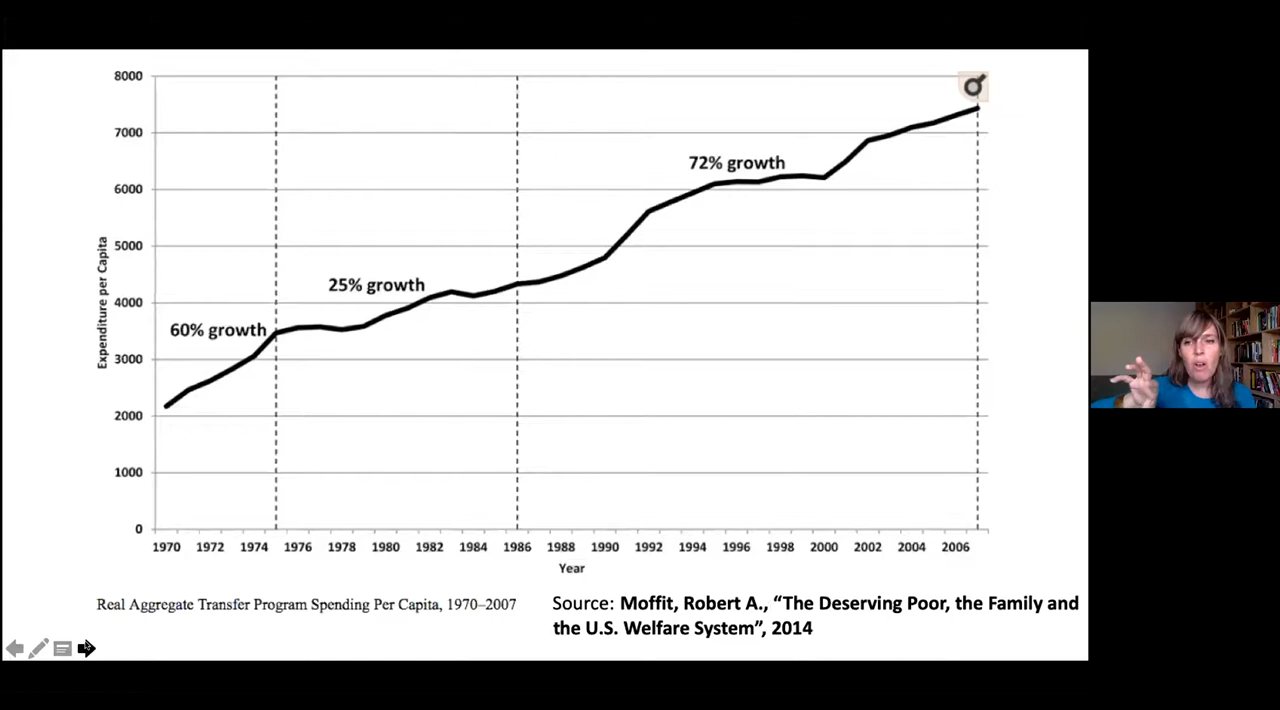 8000
7000
6000
5000
4000
3000
2000
1000
0
Expenditure per Capita
60% growth
25% growth
72% growth
1970 1972 1974 1976 1978 1980 1982 1984 1986 1988 1990 1992 1994 1996 1998 2000 2002 2004 2006
Year
Real Aggregate Transfer Program Spending Per Capita, 1970–2007
Source: Moffit, Robert A., “The Deserving Poor, the Family and
the U.S. Welfare System”, 2014